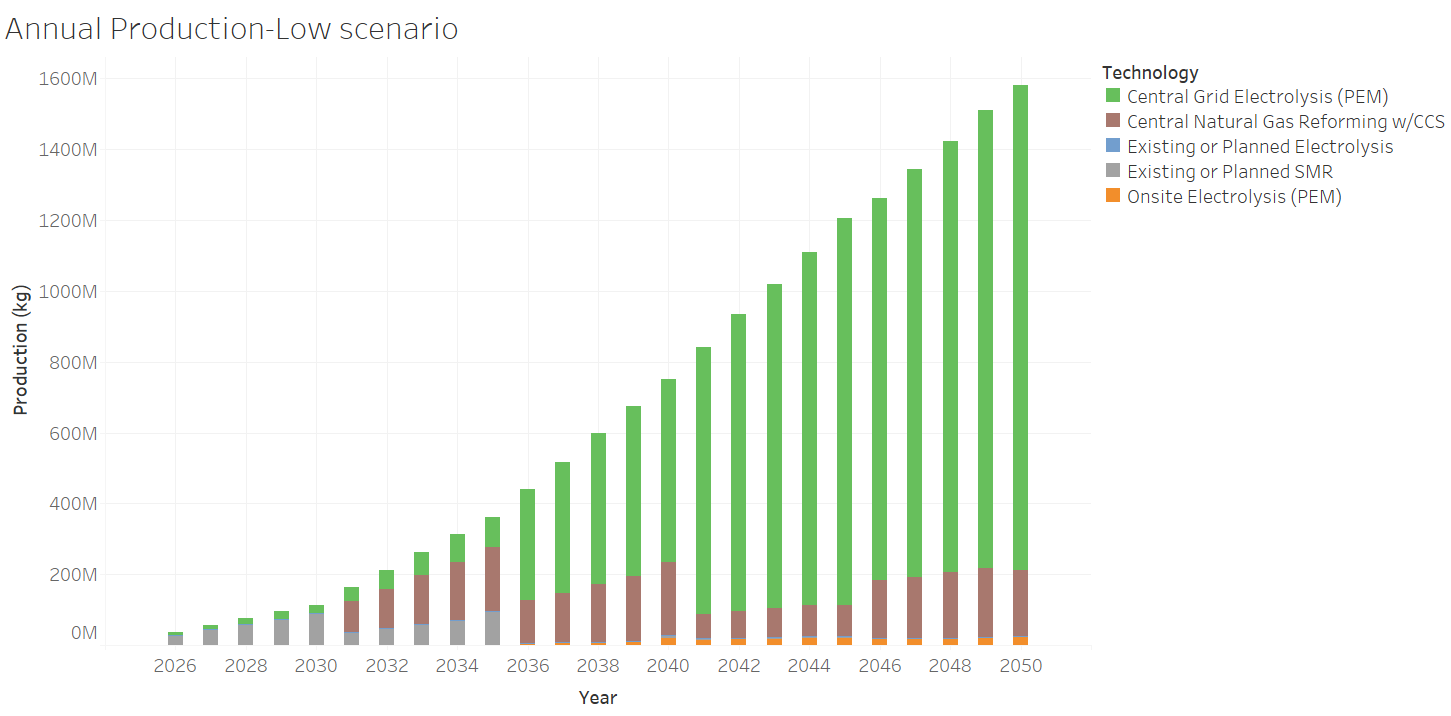 Annual Production-Low scenario
Technology
Central Grid Electrolysis (PEM)
Central Natural Gas Reforming w/CCS
Existing or Planned Electrolysis
Existing or Planned SMR
Onsite Electrolysis (PEM)
Production (kg)
1600M
1400M
1200M
1000M
800M
600M
400M
200M
0M
2026 2028 2030 2032 2034 2036 2038 2040 2042 2044 2046 2048 2050
Year